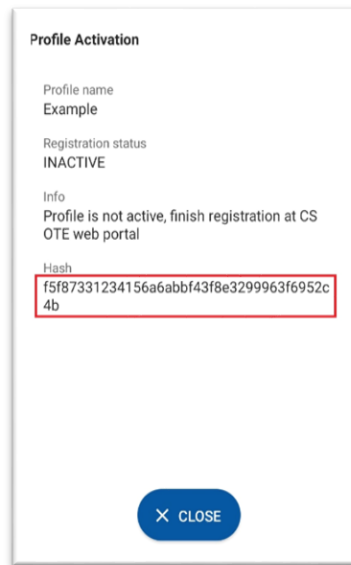 Profile Activation
Profile name
Example
Registration status
INACTIVE
Info
Profile is not active, finish registration at CS
OTE web portal
Hash
f5f87331234156a6abbf43f8e3299963f6952c
4b
CLOSE